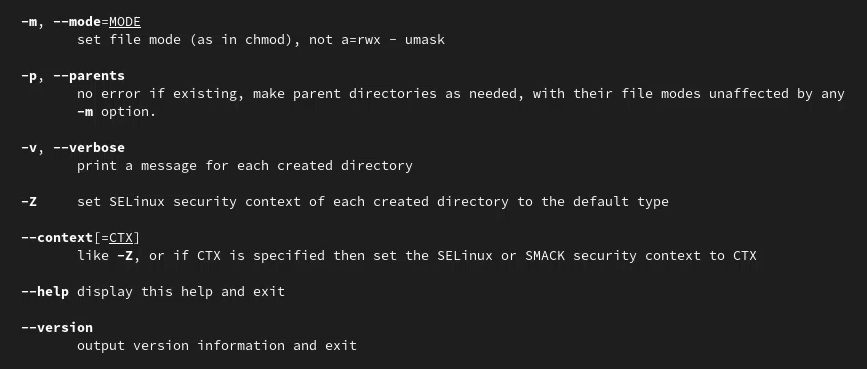 -m, --mode=MODE
set file mode (as in chmod), not a=rwx - umask
-p, --parents
no error if existing, make parent directories as needed, with their file modes unaffected by any
-m option.
-v, --verbose
print a message for each created directory
-Z set SELinux security context of each created directory to the default type
--context[=CTX]
like -Z, or if CTX is specified then set the SELinux or SMACK security context to CTX
--help display this help and exit
--version
output version information and exit